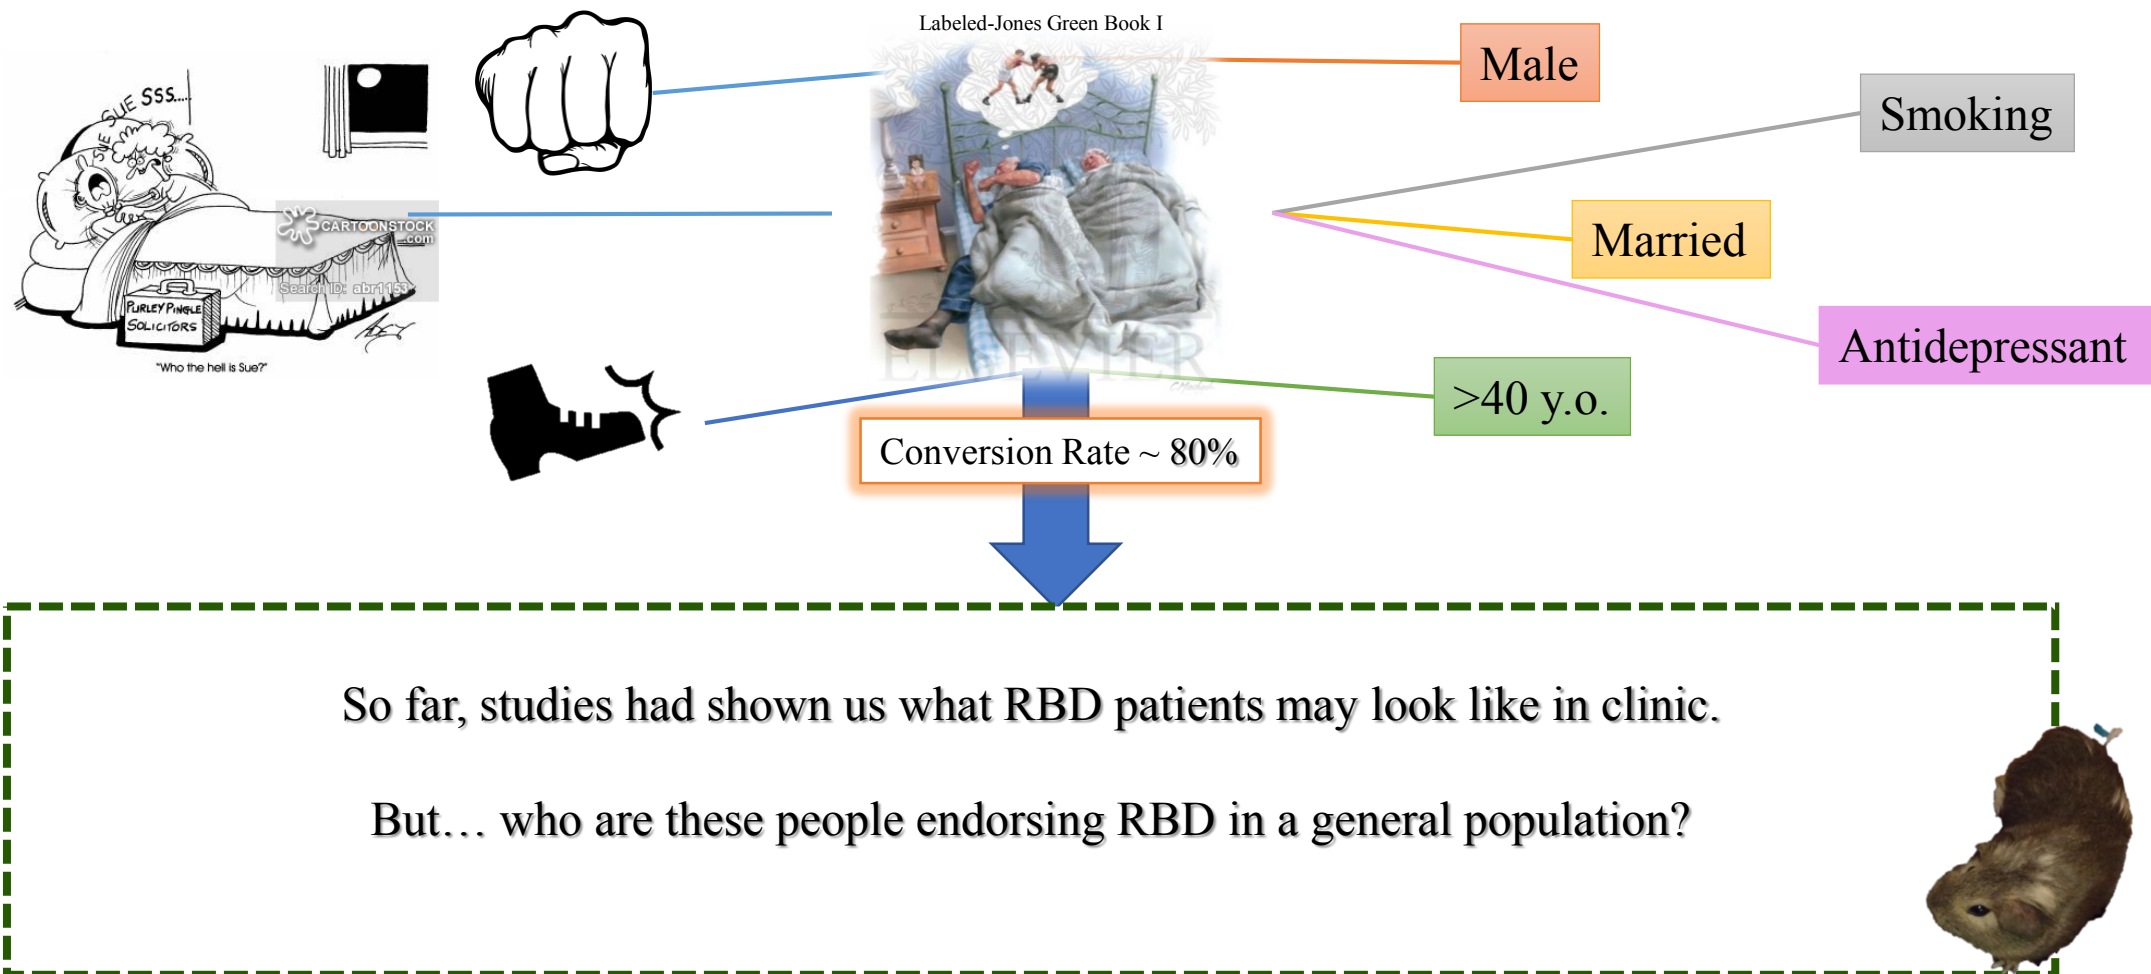 Labeled-Jones Green Book I
Male
Smoking
Married
Antidepressant
>40 y.o.
SUE SUE SSS....
CARTOONSTOCK
.com
Search ID: abr1153
PURLEY PINGLE
SOLICITORS
"Who the hell is Sue?"
ELSEVIER
Conversion Rate ~ 80%
So far, studies had shown us what RBD patients may look like in clinic.
But… who are these people endorsing RBD in a general population?